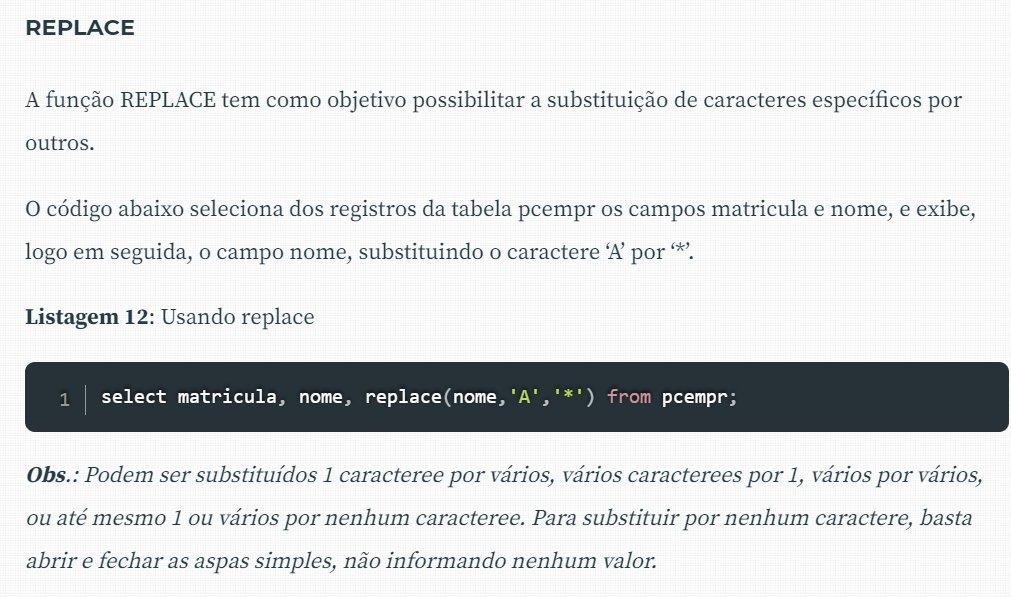 REPLACE
A função REPLACE tem como objetivo possibilitar a substituição de caracteres específicos por
outros.
O código abaixo seleciona dos registros da tabela pcempr os campos matricula e nome, e exibe,
logo em seguida, o campo nome, substituindo o caractere ‘A’ por ‘*’.
Listagem 12: Usando replace
1 select matricula, nome, replace(nome,'A','*') from pcempr;
Obs.: Podem ser substituídos 1 caracteree por vários, vários caracterees por 1, vários por vários,
ou até mesmo 1 ou vários por nenhum caracteree. Para substituir por nenhum caractere, basta
abrir e fechar as aspas simples, não informando nenhum valor.